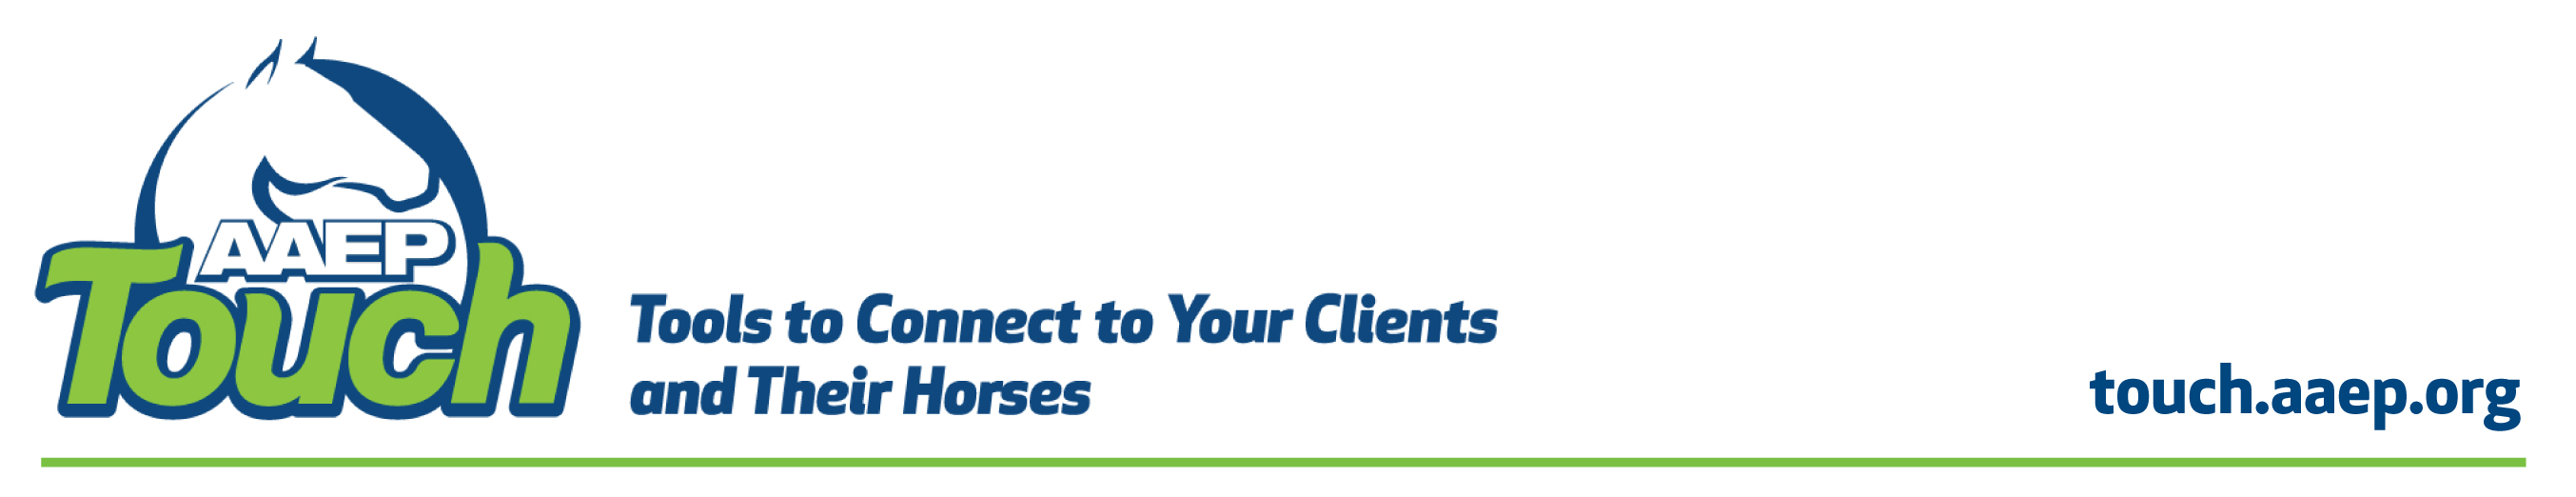 AAEP
Touch
Tools to Connect to Your Clients
and Their Horses
touch.aaep.org